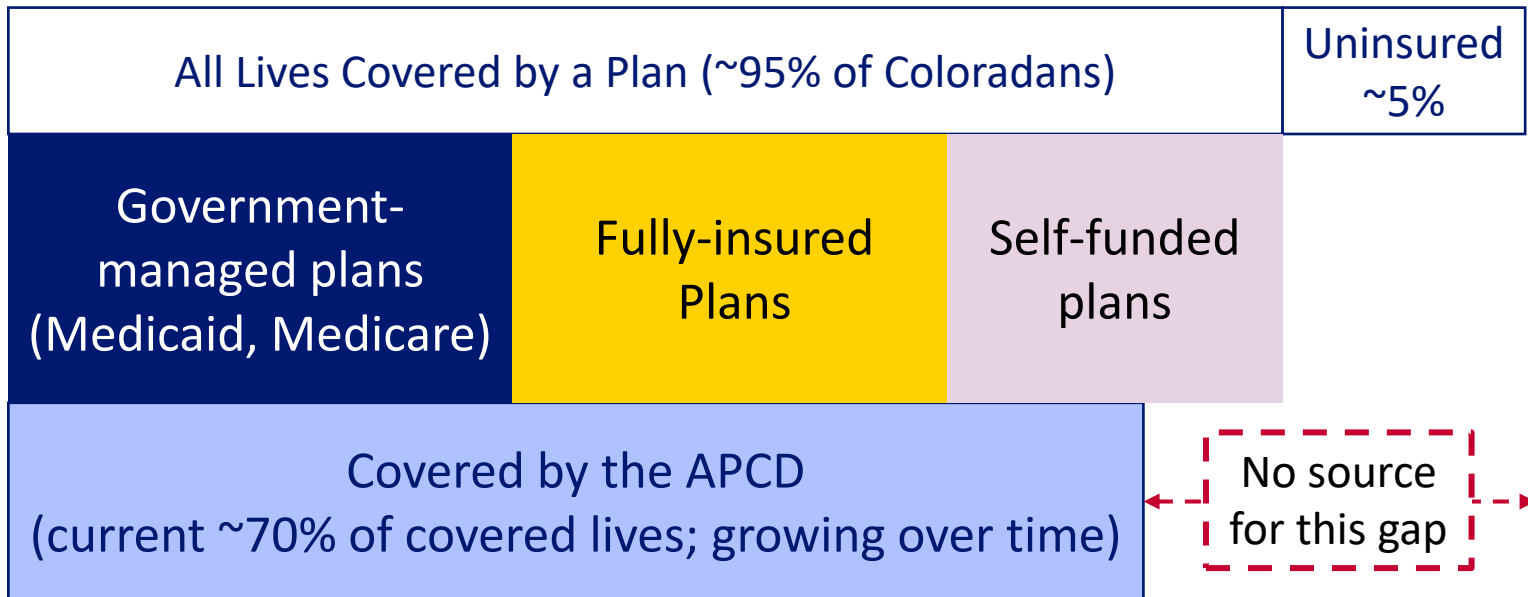 All Lives Covered by a Plan (~95% of Coloradans)
Uninsured
~5%
Government-
managed plans
(Medicaid, Medicare)
Fully-insured
Plans
Self-funded
plans
Covered by the APCD
(current ~70% of covered lives; growing over time)
No source
for this gap